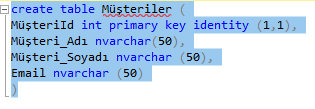 create table Müşteriler (
MüşteriId int primary key identity (1,1),
Müşteri_Adı nvarchar(50),
Müşteri_Soyadı nvarchar (50),
Email nvarchar (50)
)